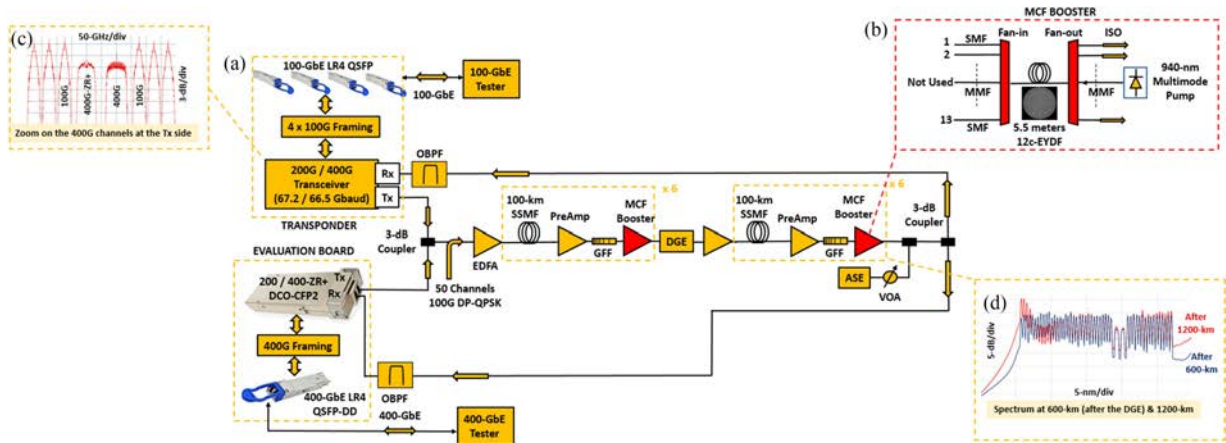 (c)
50-GHz/div
100G
400G-ZR+
400G
100G
3-dB/div
Zoom on the 400G channels at the Tx side
(a)
100-GbE LR4 QSFP
100-GbE
100-GbE
Tester
4 x 100G Framing
200G / 400G
Transceiver
(67.2 / 66.5 Gbaud)
Rx
Tx
TRANSPONDER
OBPF
EVALUATION BOARD
200 / 400-ZR+
DCO-CFP2
Tx
Rx
400G Framing
400-GbE LR4
QSFP-DD
OBPF
400-GbE
400-GbE
Tester
3-dB
Coupler
50 Channels
100G DP-QPSK
EDFA
100-km
SSMF
PreAmp
GFF
MCF
Booster
x 6
DGE
100-km
SSMF
PreAmp
GFF
MCF
Booster
x 6
3-dB
Coupler
ASE
VOA
(b)
MCF BOOSTER
Fan-in
Fan-out
ISO
1
SMF
2
Not Used
MMF
MMF
13
SMF
5.5 meters
12c-EYDF
940-nm
Multimode
Pump
(d)
5-dB/div
5-nm/div
After
1200-km
After
600-km
Spectrum at 600-km (after the DGE) & 1200-km